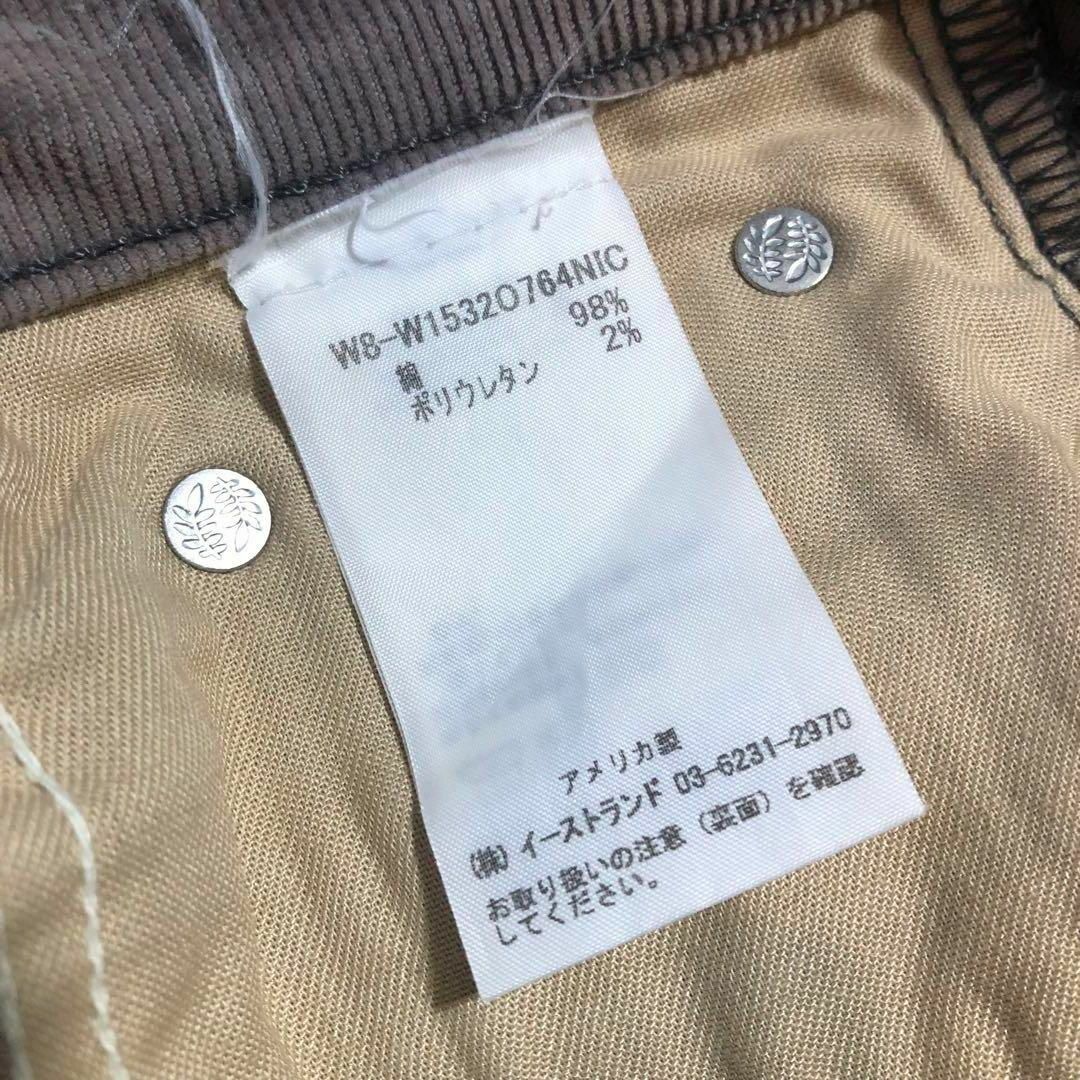 W8-W15320764NIC
綿 98%
ポリウレタン 2%
アメリカ製
(株) イーストランド 03-6231-2970
お取り扱いの注意 (裏面) を確認
してください。